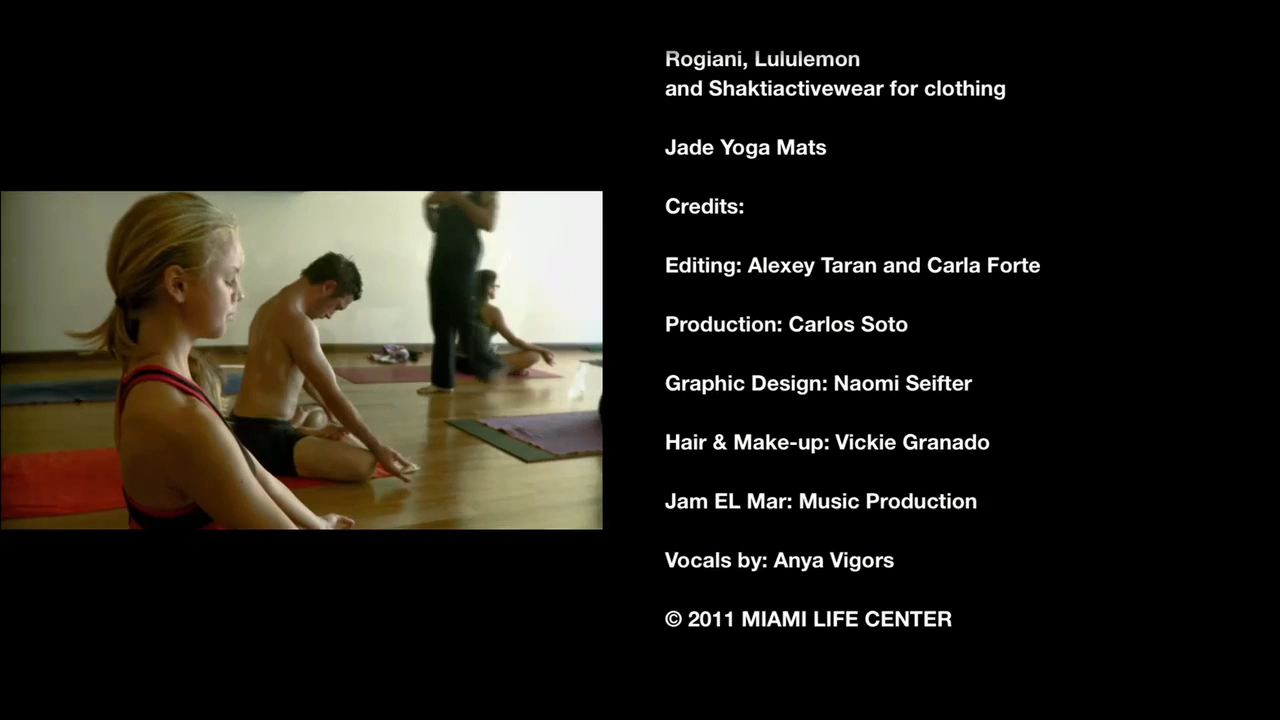 Rogiani, Lululemon
and Shaktiactivewear for clothing
Jade Yoga Mats
Credits:
Editing: Alexey Taran and Carla Forte
Production: Carlos Soto
Graphic Design: Naomi Seifter
Hair & Make-up: Vickie Granado
Jam EL Mar: Music Production
Vocals by: Anya Vigors
© 2011 MIAMI LIFE CENTER